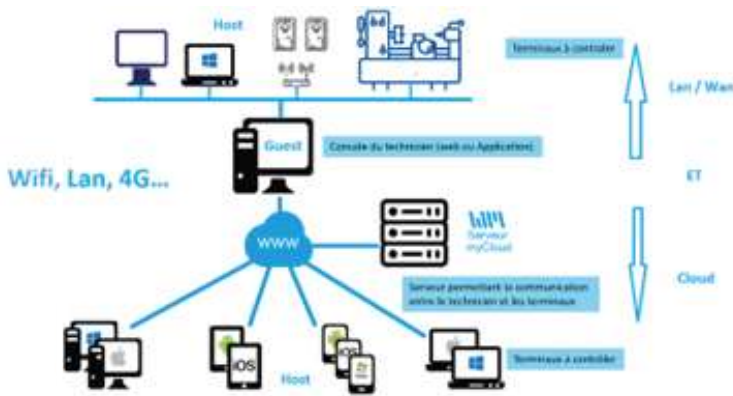 Host
Terminaux à contrôler
Lan / Wan
Guest
Console du technicien (web ou Application)
Wifi, Lan, 4G...
ET
www
Serveur
myCloud
Cloud
Serveur permettant la communication
entre le technicien et les terminaux
iOS
iOS
Host
Terminaux à contrôler